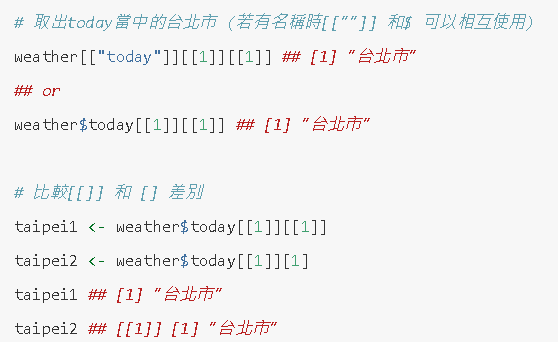 # 取出today當中的台北市 (若有名稱時[[""]] 和$ 可以相互使用)
weather[["today"]][[1]][[1]] ## [1] "台北市"
## or
weather$today[[1]][[1]] ## [1] "台北市"
# 比較[[]] 和 [] 差別
taipei1 <- weather$today[[1]][[1]]
taipei2 <- weather$today[[1]][1]
taipei1 ## [1] "台北市"
taipei2 ## [[1]] [1] "台北市"